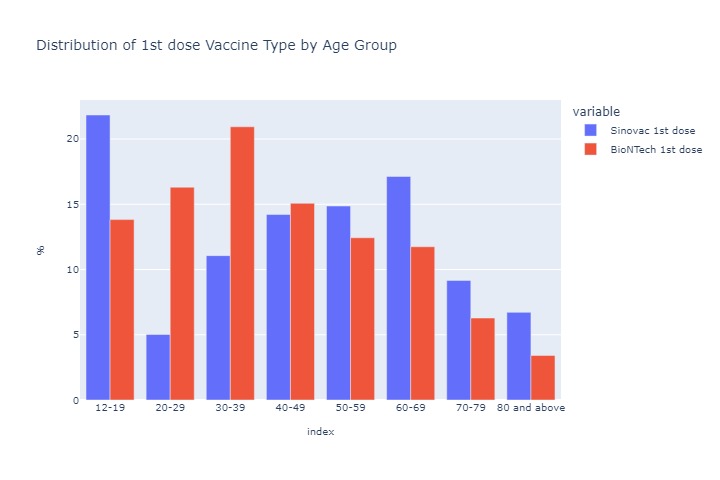 Distribution of 1st dose Vaccine Type by Age Group
variable
Sinovac 1st dose
BioNTech 1st dose
%
20
15
10
5
0
12-19 20-29 30-39 40-49 50-59 60-69 70-79 80 and above
index